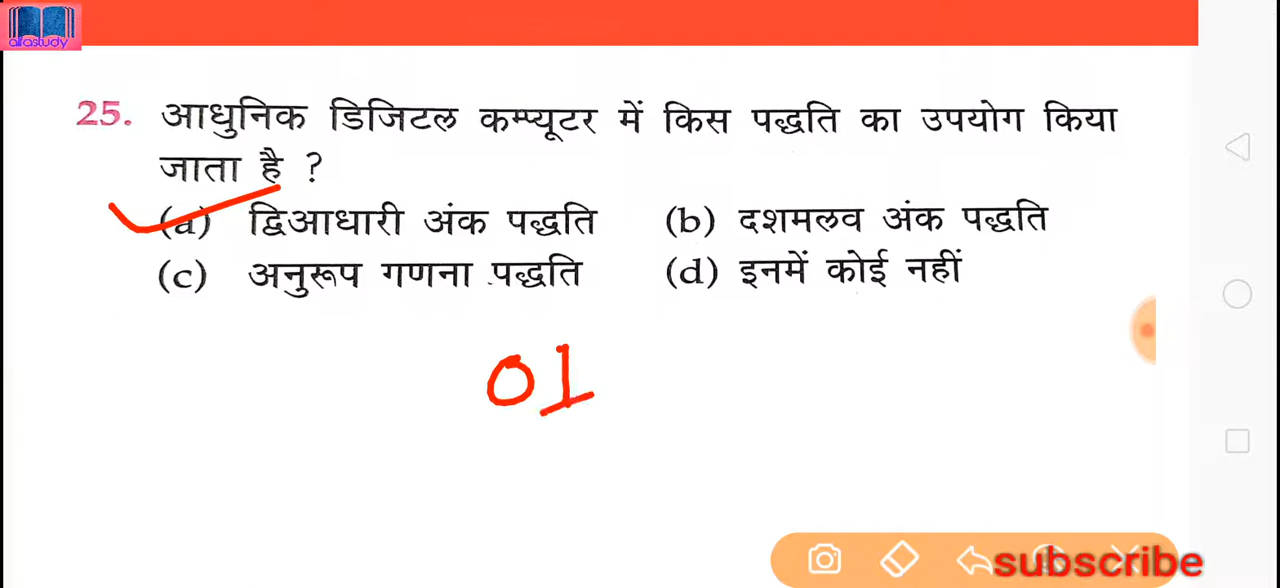 alfastudy
25. आधुनिक डिजिटल कम्प्यूटर में किस पद्धति का उपयोग किया
जाता है ?
(a) द्विआधारी अंक पद्धति (b) दशमलव अंक पद्धति
(c) अनुरूप गणना पद्धति (d) इनमें कोई नहीं
01
subscribe